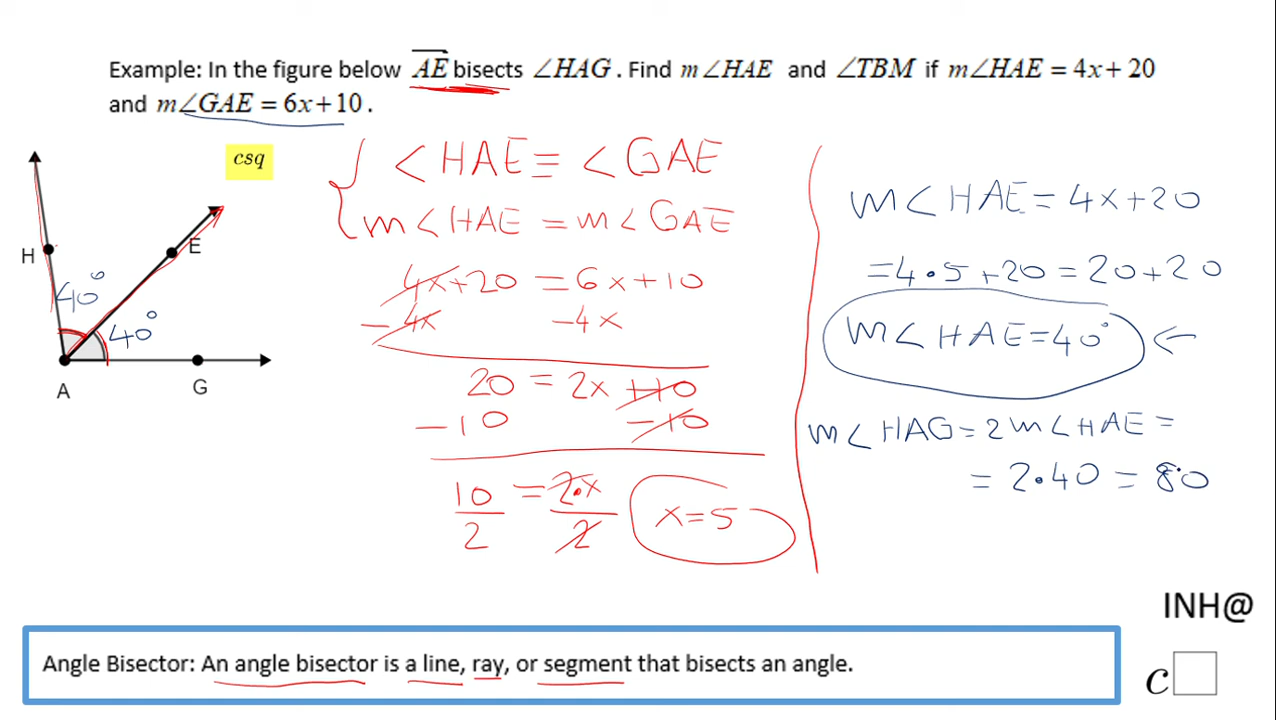 Example: In the figure below AE bisects ∠HAG. Find m∠HAE and ∠TBM if m∠HAE = 4x+20
and m∠GAE = 6x+10.
csq
H
E
A
G
40°
40°
∠HAE ≅ ∠GAE
m∠HAE = m∠GAE
4x+20 = 6x+10
-4x -4x
20 = 2x +10
-10 -10
10/2 = 2·x/2
x=5
m∠HAE = 4x+20
=4·5+20=20+20
m∠HAE=40° ←
m∠HAG=2m∠HAE=
= 2·40 = 80
INH@
Angle Bisector: An angle bisector is a line, ray, or segment that bisects an angle.
c